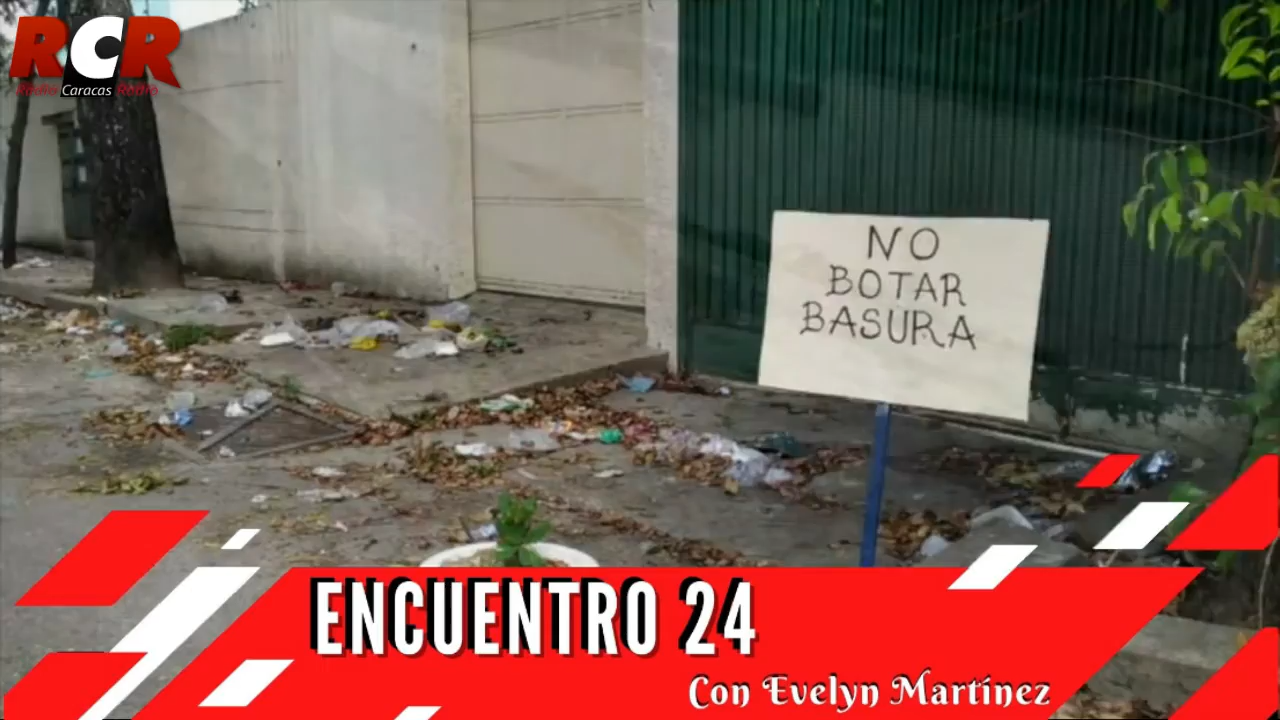 RCR
Radio Caracas Radio
NO
BOTAR
BASURA
ENCUENTRO 24
Con Evelyn Martínez